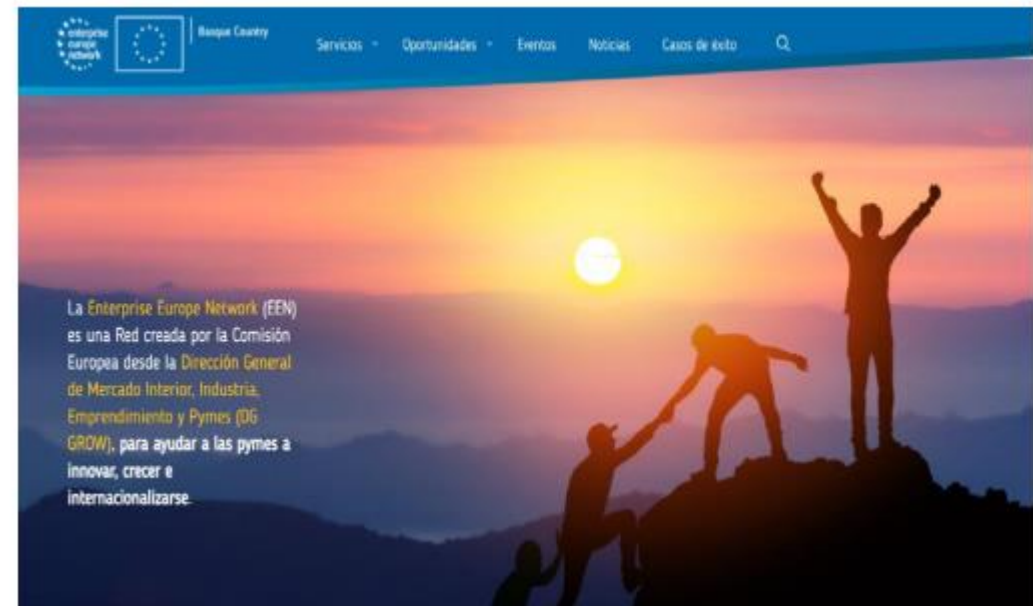 enterprise
europe
network
Basque Country
Servicios
Oportunidades
Eventos
Noticias
Casos de éxito
La Enterprise Europe Network (EEN)
es una Red creada por la Comisión
Europea desde la Dirección General
de Mercado Interior, Industria,
Emprendimiento y Pymes (DG
GROW), para ayudar a las pymes a
innovar, crecer e
internacionalizarse